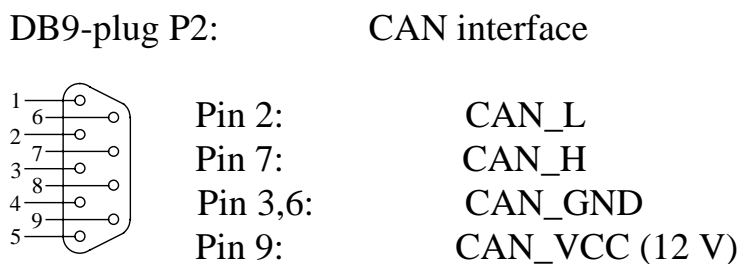 DB9-plug P2: CAN interface
1
6
2
7
3
8
4
9
5
Pin 2: CAN_L
Pin 7: CAN_H
Pin 3,6: CAN_GND
Pin 9: CAN_VCC (12 V)